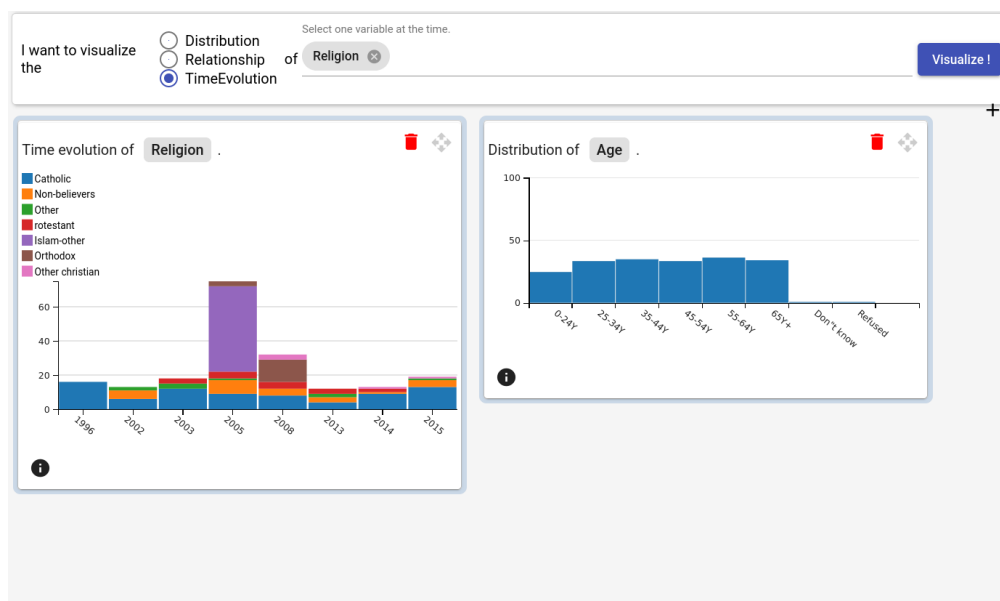 I want to visualize the
Distribution
Relationship
TimeEvolution
of
Select one variable at the time.
Religion
Visualize !
+
Time evolution of Religion .
Catholic
Non-believers
Other
rotestant
Islam-other
Orthodox
Other christian
60
40
20
0
1996
2002
2003
2005
2008
2013
2014
2015
i
Distribution of Age .
100
50
0
0-24Y
25-34Y
35-44Y
45-54Y
55-64Y
65Y+
Don"t know
Refused
i